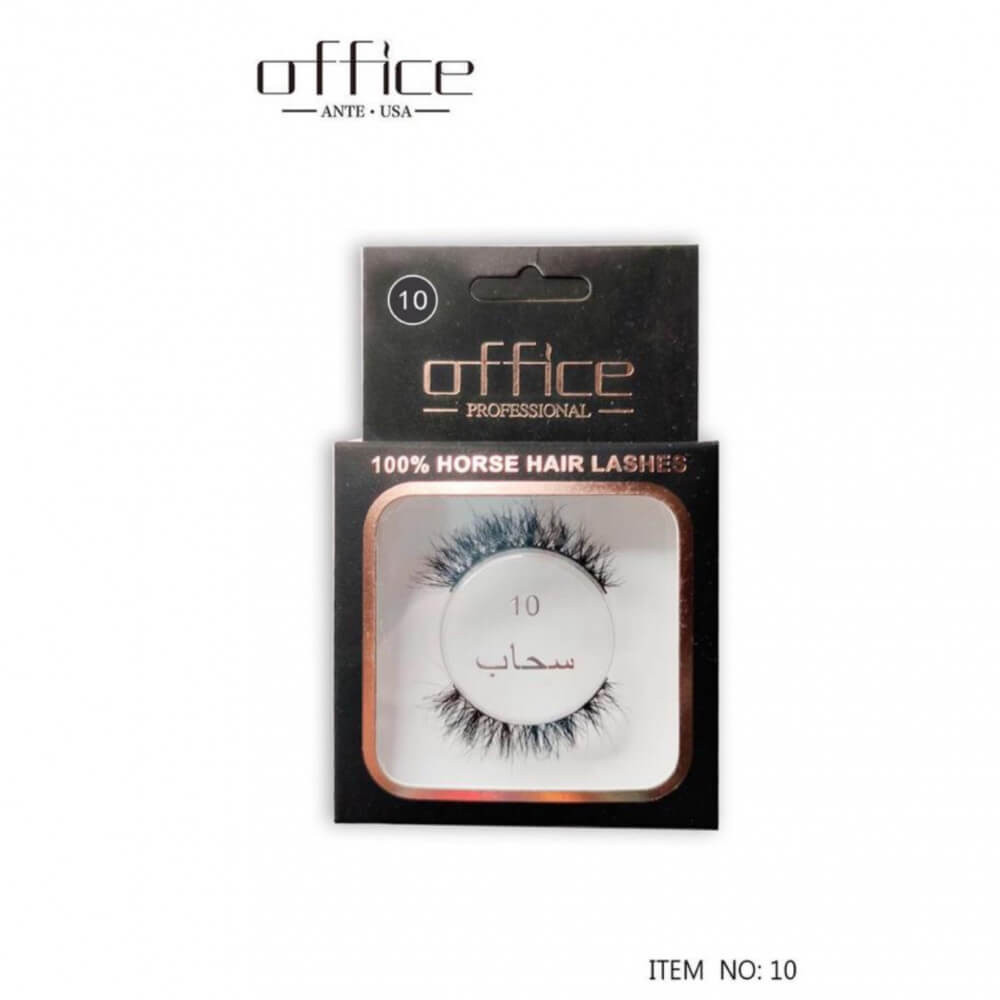 office
ANTE • USA
10
office
PROFESSIONAL
100% HORSE HAIR LASHES
10
سحاب
ITEM NO: 10